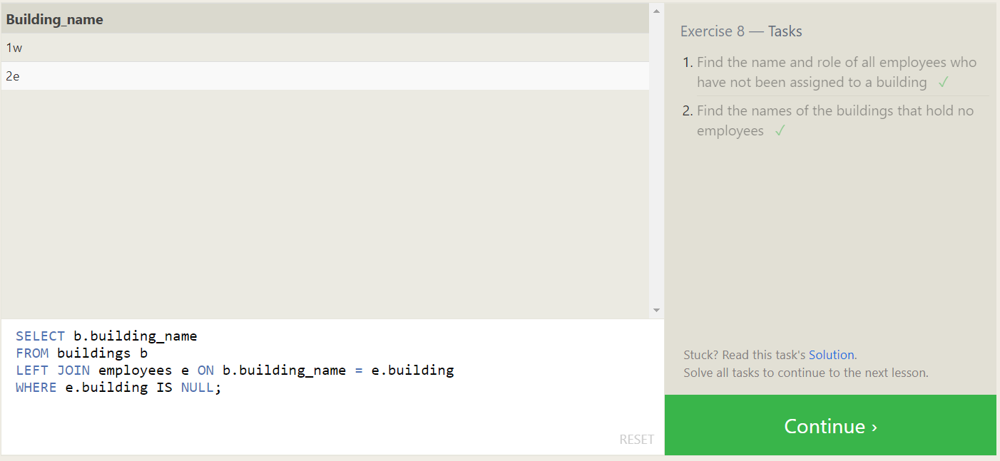 Building_name
1w
2e
SELECT b.building_name
FROM buildings b
LEFT JOIN employees e ON b.building_name = e.building
WHERE e.building IS NULL;
RESET
Exercise 8 — Tasks
1. Find the name and role of all employees who
have not been assigned to a building ✓
2. Find the names of the buildings that hold no
employees ✓
Stuck? Read this task's Solution.
Solve all tasks to continue to the next lesson.
Continue ›